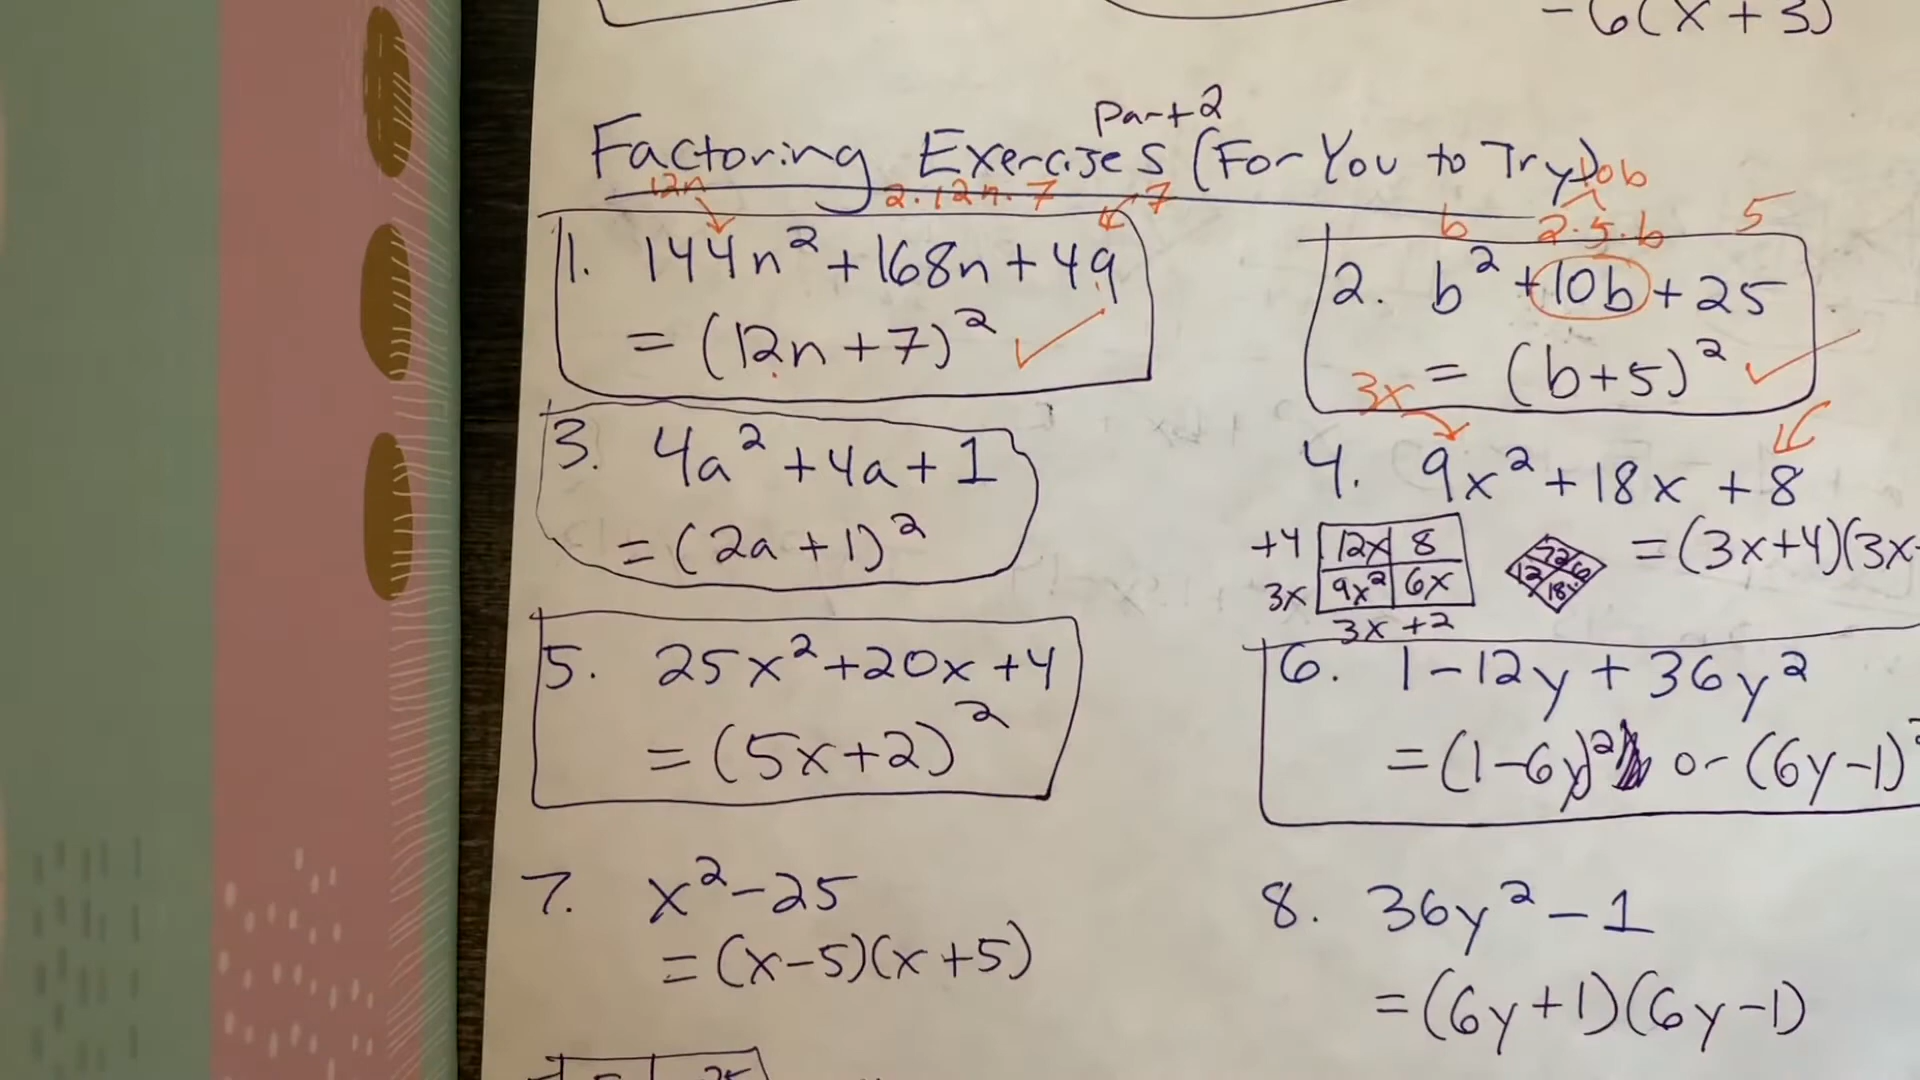 -6(x+3)
Part 2
Factoring Exercises (For You to Try)
12n 2·12n·7 7
1. 144n²+168n+49
= (12n+7)² ✓
10b
b 2·5·b 5
2. b²+10b+25
= (b+5)² ✓
3. 4a²+4a+1
= (2a+1)²
3x
4. 9x²+18x+8
+4 12x 8
3x 9x² 6x
3x +2
72
12 6
18
= (3x+4)(3x
5. 25x²+20x+4
= (5x+2)²
6. 1-12y+36y²
= (1-6y)² or (6y-1)²
7. x²-25
= (x-5)(x+5)
8. 36y²-1
= (6y+1)(6y-1)